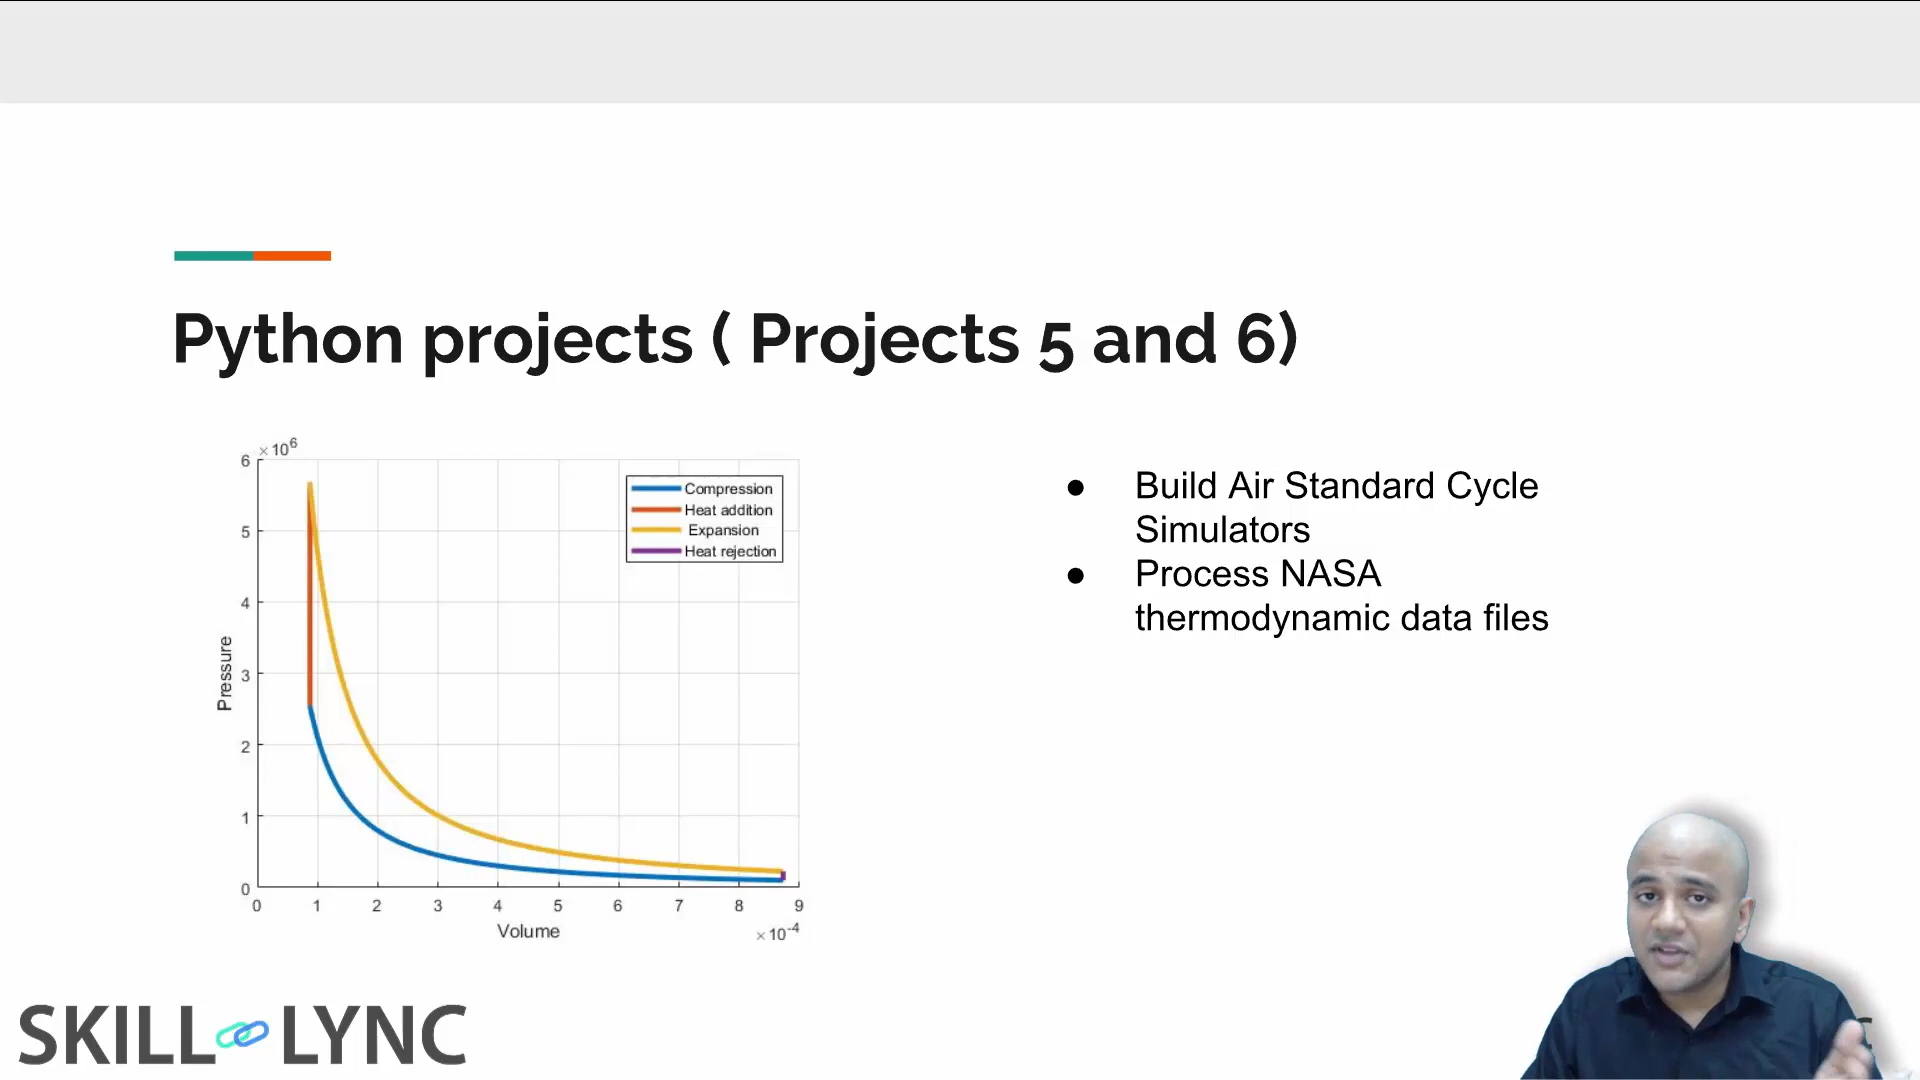 Python projects ( Projects 5 and 6)
×10^6
6
5
4
3
2
1
0
Pressure
Compression
Heat addition
Expansion
Heat rejection
0 1 2 3 4 5 6 7 8 9
Volume
×10^-4
● Build Air Standard Cycle
Simulators
● Process NASA
thermodynamic data files
SKILL LYNC